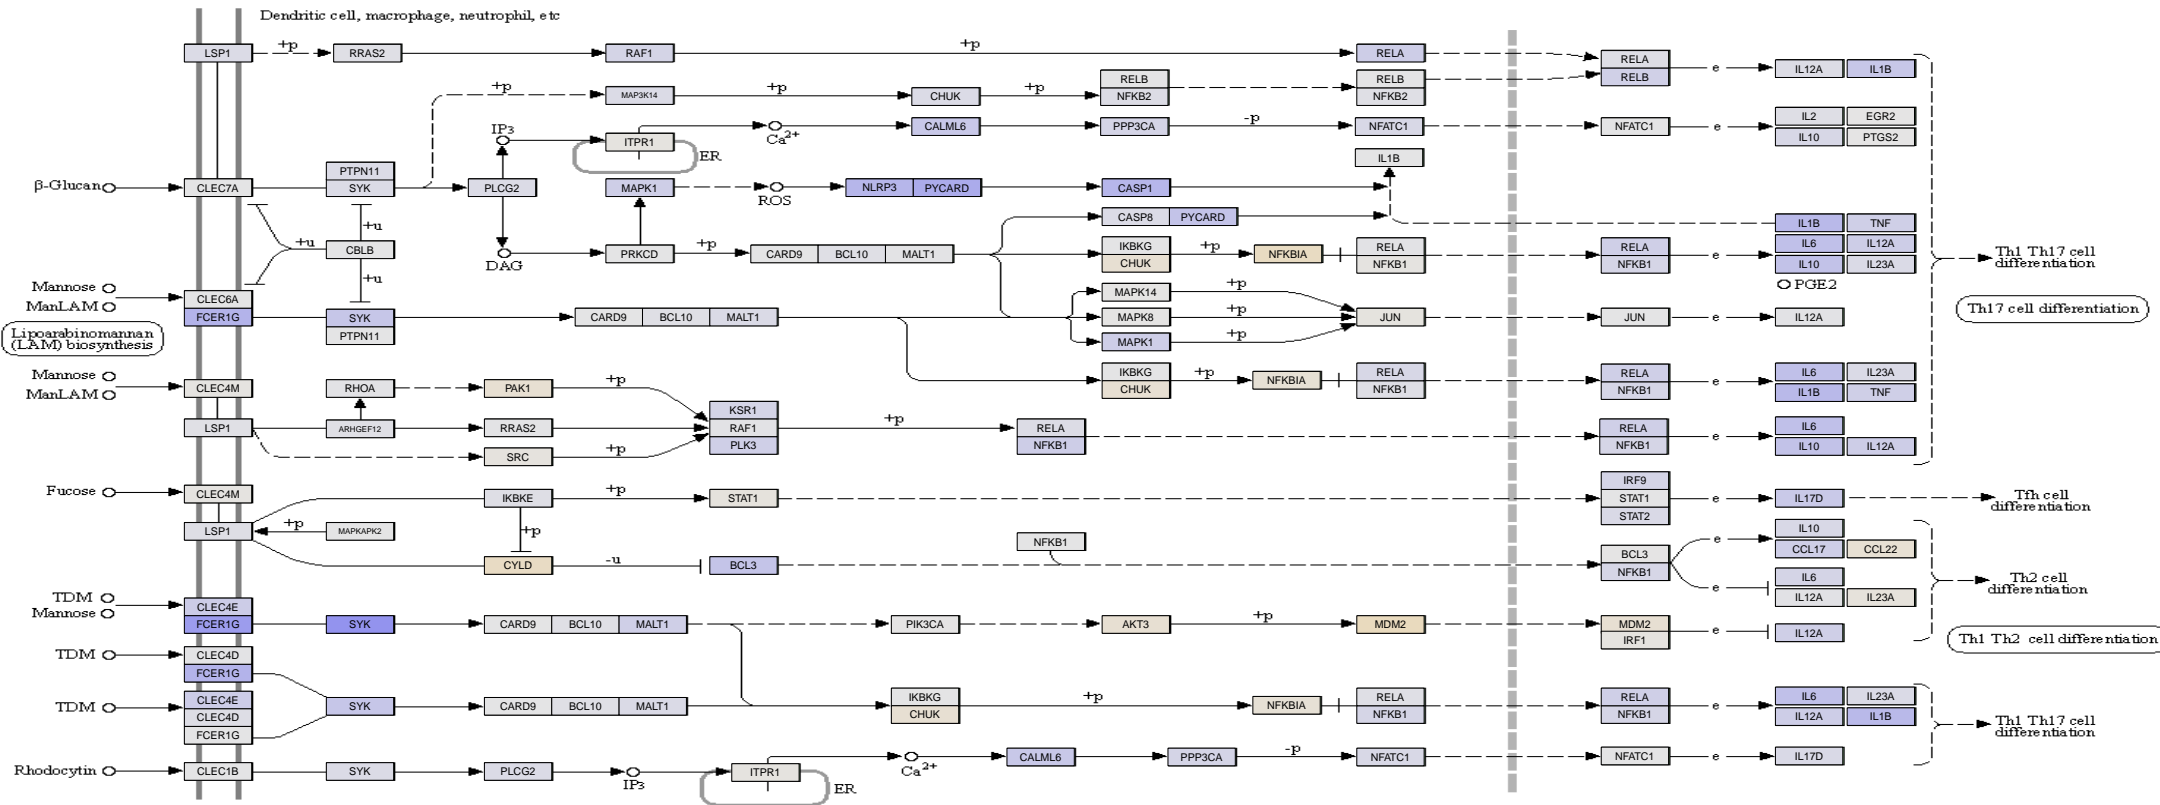 Dendritic cell, macrophage, neutrophil, etc
LSP1 +p RRAS2 RAF1 +p RELA RELA IL12A IL1B
RELB e
MAP3K14 +p +p CHUK +p RELB NFKB2 RELB NFKB2
IP3 ITPR1 ER Ca2+ CALML6 PPP3CA -p NFATC1 NFATC1 e IL2 EGR2
IL10 PTGS2
IL1B
β-Glucan CLEC7A PTPN11 SYK PLCG2 MAPK1 ROS NLRP3 PYCARD CASP1
CASP8 PYCARD IL1B TNF
+u +u CBLB +u DAG PRKCD +p CARD9 BCL10 MALT1 IKBKG CHUK +p NFKBIA RELA NFKB1 RELA NFKB1 e IL6 IL12A
IL10 IL23A
PGE2
Th1 Th17 cell
differentiation
Th17 cell differentiation
Mannose
ManLAM
CLEC6A
FCER1G SYK PTPN11 CARD9 BCL10 MALT1 MAPK14 +p
MAPK8 +p JUN JUN e IL12A
MAPK1 +p
Lipoarabinomannan
(LAM) biosynthesis
Mannose
ManLAM
CLEC4M RHOA PAK1 +p IKBKG CHUK +p NFKBIA RELA NFKB1 RELA NFKB1 e IL6 IL23A
IL1B TNF
LSP1 ARHGEF12 RRAS2 KSR1 RAF1 PLK3 +p RELA NFKB1 RELA NFKB1 e IL6
IL10 IL12A
SRC +p
Fucose CLEC4M IKBKE +p STAT1 IRF9 STAT1 STAT2 e IL17D Tfh cell
differentiation
LSP1 +p MAPKAPK2 +p NFKB1 IL10
CYLD -u BCL3 BCL3 NFKB1 e CCL17 CCL22
e IL6
IL12A IL23A
Th2 cell
differentiation
TDM
Mannose
CLEC4E
FCER1G SYK CARD9 BCL10 MALT1 PIK3CA AKT3 +p MDM2 MDM2 IRF1 e IL12A
Th1 Th2 cell differentiation
TDM CLEC4D
FCER1G
TDM CLEC4E
CLEC4D
FCER1G
SYK CARD9 BCL10 MALT1 IKBKG CHUK +p NFKBIA RELA NFKB1 RELA NFKB1 e IL6 IL23A
IL12A IL1B
Th1 Th17 cell
differentiation
Rhodocytin CLEC1B SYK PLCG2 IP3 ITPR1 ER Ca2+ CALML6 PPP3CA -p NFATC1 NFATC1 e IL17D